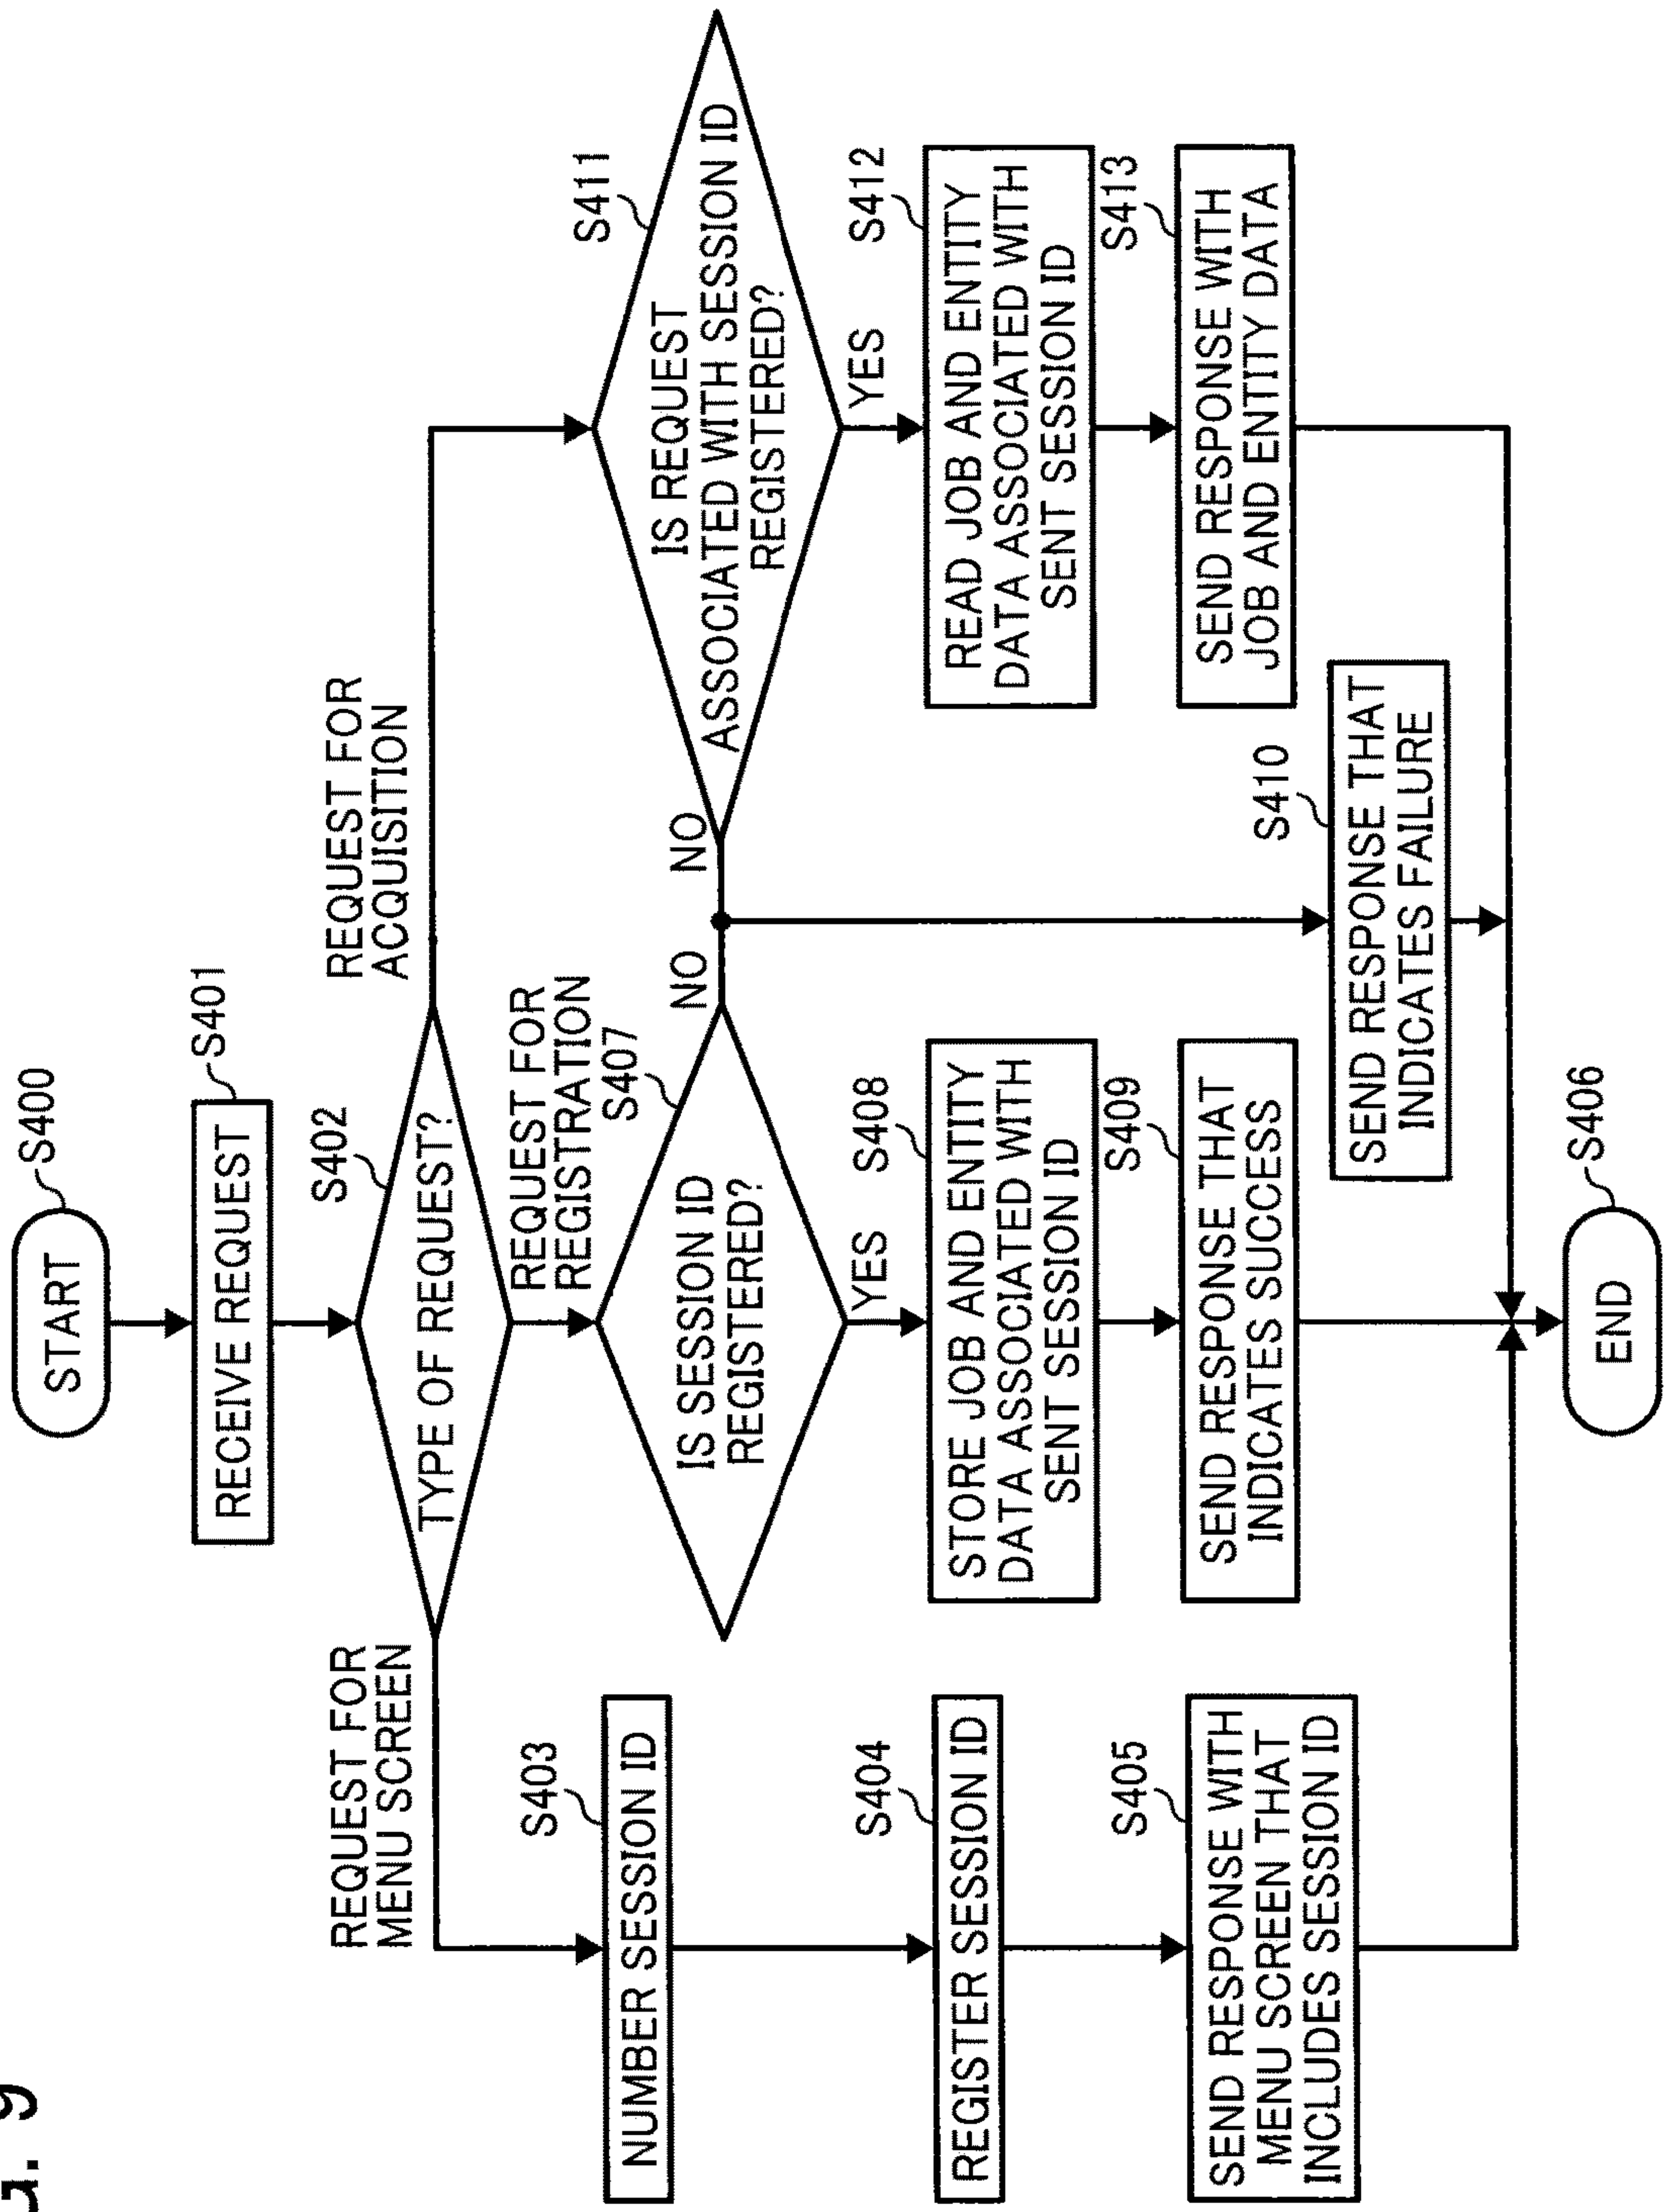 G. 9
START
S400
RECEIVE REQUEST
S401
TYPE OF REQUEST?
S402
REQUEST FOR
MENU SCREEN
REQUEST FOR
REGISTRATION
REQUEST FOR
ACQUISITION
S403
NUMBER SESSION ID
S404
REGISTER SESSION ID
S405
SEND RESPONSE WITH
MENU SCREEN THAT
INCLUDES SESSION ID
S407
IS SESSION ID
REGISTERED?
NO
YES
S408
STORE JOB AND ENTITY
DATA ASSOCIATED WITH
SENT SESSION ID
S409
SEND RESPONSE THAT
INDICATES SUCCESS
S411
IS REQUEST
ASSOCIATED WITH SESSION ID
REGISTERED?
NO
YES
S412
READ JOB AND ENTITY
DATA ASSOCIATED WITH
SENT SESSION ID
S413
SEND RESPONSE WITH
JOB AND ENTITY DATA
S410
SEND RESPONSE THAT
INDICATES FAILURE
END
S406